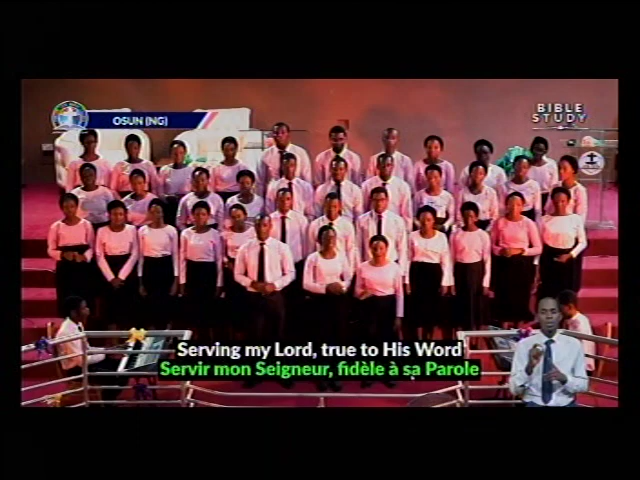 OSUN (NG)
BIBLE
STUDY
Serving my Lord, true to His Word
Servir mon Seigneur, fidèle à sa Parole